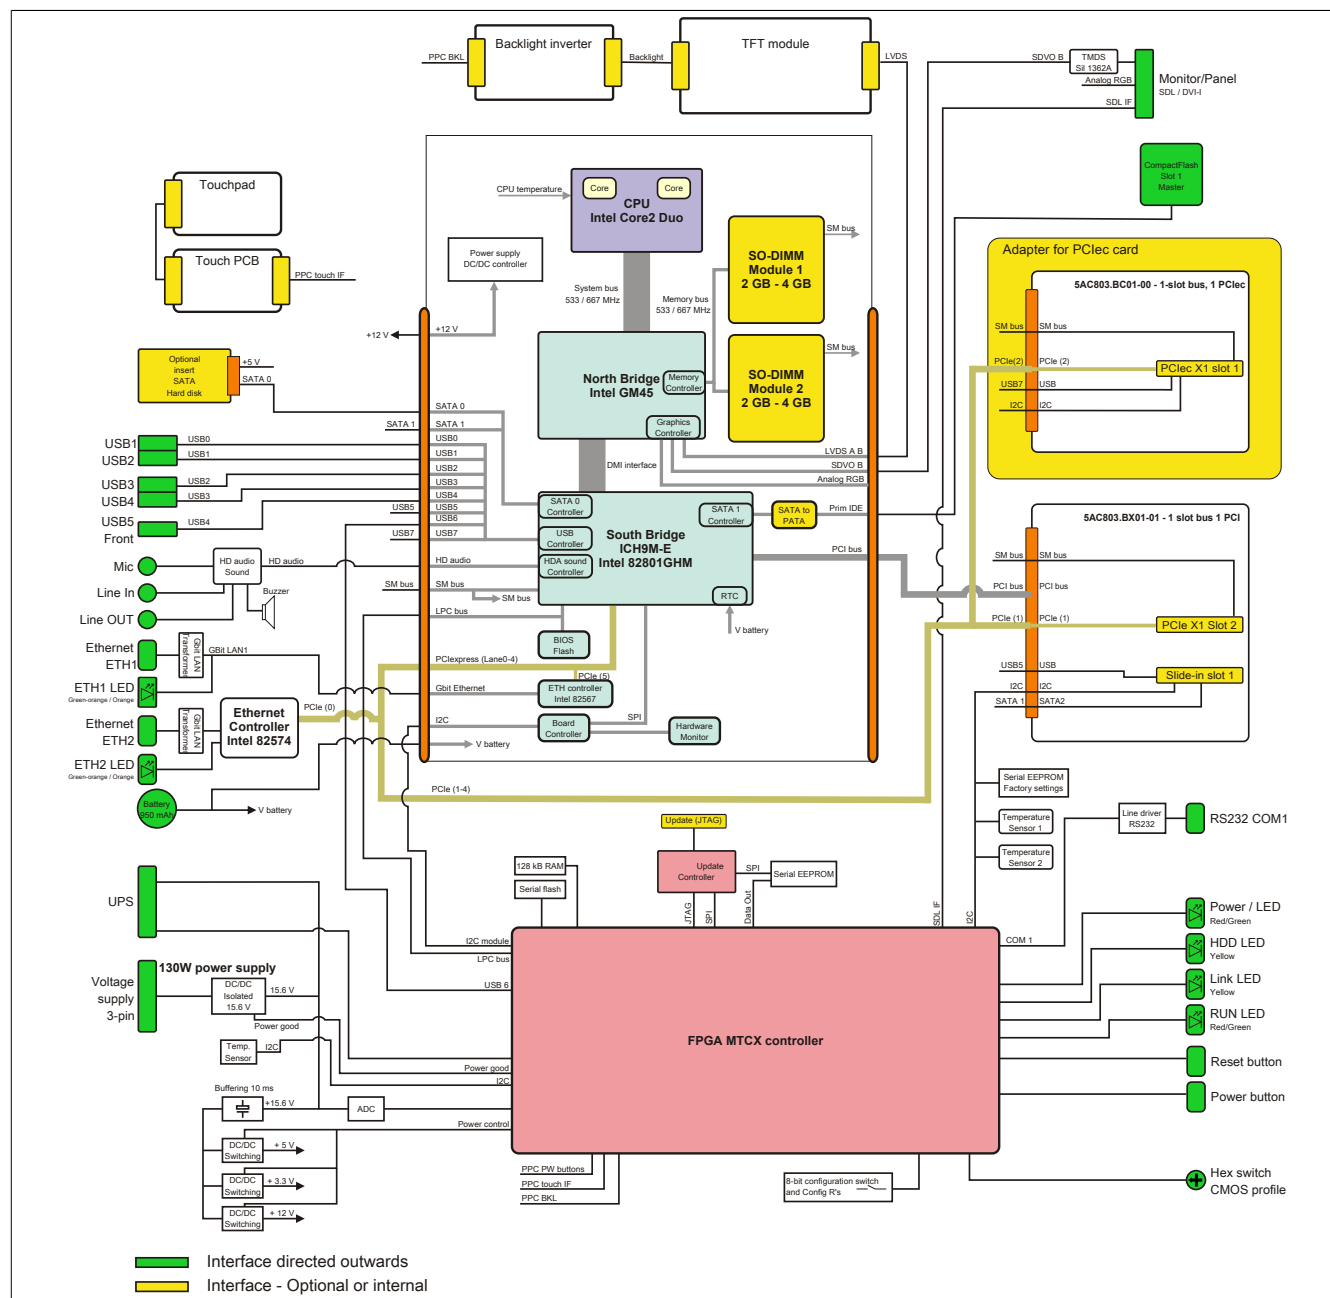 Backlight inverter
TFT module
PPC BKL
Backlight
LVDS
SDVO B
TMDS
Sil 1362A
Analog RGB
SDL IF
Monitor/Panel
SDL / DVI-I
CompactFlash
Slot 1
Master
Touchpad
Touch PCB
PPC touch IF
CPU temperature
Core
Core
CPU
Intel Core2 Duo
Power supply
DC/DC controller
System bus
533 / 667 MHz
Memory bus
533 / 667 MHz
SO-DIMM
Module 1
2 GB - 4 GB
SM bus
SO-DIMM
Module 2
2 GB - 4 GB
SM bus
Adapter for PCIec card
5AC803.BC01-00 - 1-slot bus, 1 PCIec
SM bus
SM bus
PCIe(2)
PCIe (2)
PCIec X1 slot 1
USB7
USB
I2C
I2C
+12 V
+12 V
Optional
insert
SATA
Hard disk
+5 V
SATA 0
North Bridge
Intel GM45
Memory
Controller
Graphics
Controller
SATA 0
SATA 1
SATA 1
USB0
USB1
USB2
USB3
USB4
USB5
USB5
USB6
USB7
USB7
USB1
USB2
USB0
USB1
USB3
USB4
USB2
USB3
USB5
Front
USB4
DMI interface
LVDS A B
SDVO B
Analog RGB
SATA 0
Controller
USB
Controller
HDA sound
Controller
South Bridge
ICH9M-E
Intel 82801GHM
SATA 1
Controller
SATA to
PATA
Prim IDE
PCI bus
RTC
V battery
5AC803.BX01-01 - 1 slot bus 1 PCI
SM bus
SM bus
PCI bus
PCI bus
PCIe (1)
PCIe (1)
PCIe X1 Slot 2
USB5
USB
Slide-in slot 1
I2C
I2C
SATA 1
SATA2
Mic
Line In
Line OUT
HD audio
Sound
HD audio
Buzzer
HD audio
SM bus
SM bus
SM bus
LPC bus
BIOS
Flash
PCIexpress (Lane0-4)
PCIe (5)
Gbit Ethernet
ETH controller
Intel 82567
I2C
Board
Controller
SPI
Hardware
Monitor
V battery
Ethernet
ETH1
Gbit LAN
Transformer
GBit LAN1
ETH1 LED
Green-orange / Orange
Ethernet
ETH2
Gbit LAN
Transformer
Ethernet
Controller
Intel 82574
PCIe (0)
ETH2 LED
Green-orange / Orange
Battery
950 mAh
V battery
PCIe (1-4)
Serial EEPROM
Factory settings
Temperature
Sensor 1
Temperature
Sensor 2
Line driver
RS232
RS232 COM1
Update (JTAG)
Update
Controller
SPI
Serial EEPROM
128 kB RAM
Serial flash
JTAG
SPI
Data Out
SDL IF
I2C
UPS
Voltage
supply
3-pin
130W power supply
DC/DC
Isolated
15.6 V
15.6 V
Power good
Temp.
Sensor
I2C
I2C module
LPC bus
USB 6
COM 1
FPGA MTCX controller
Power good
I2C
Power control
Power / LED
Red/Green
HDD LED
Yellow
Link LED
Yellow
RUN LED
Red/Green
Reset button
Power button
Buffering 10 ms
+15.6 V
ADC
DC/DC
Switching
+ 5 V
DC/DC
Switching
+ 3.3 V
DC/DC
Switching
+ 12 V
PPC PW buttons
PPC touch IF
PPC BKL
8-bit configuration switch
and Config R's
Hex switch
CMOS profile
Interface directed outwards
Interface - Optional or internal